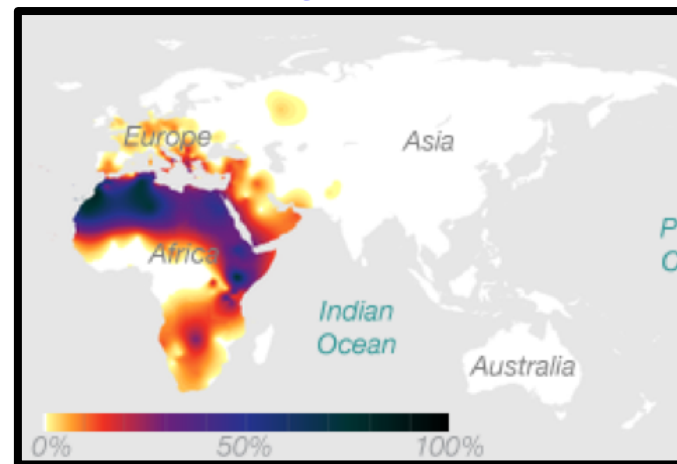 Europe
Asia
Africa
P
C
Indian
Ocean
Australia
0% 50% 100%